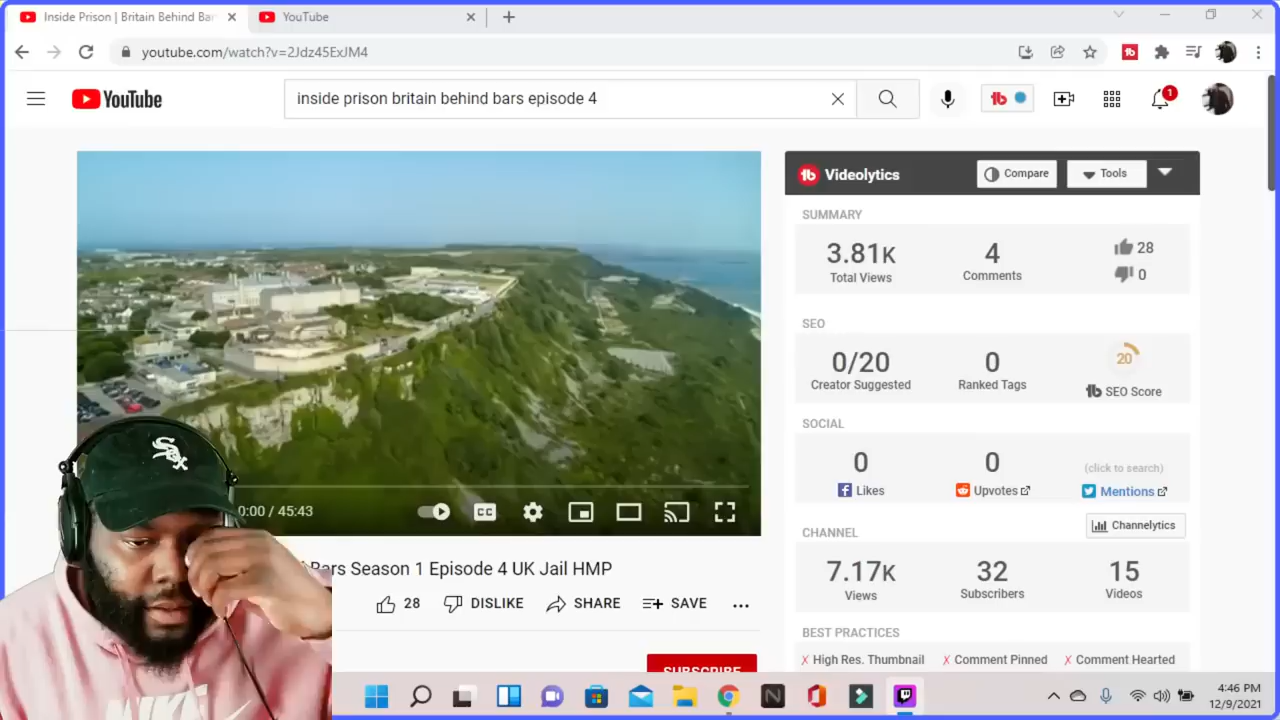 Inside Prison | Britain Behind Bar
YouTube
youtube.com/watch?v=2Jdz45ExJM4
YouTube
inside prison britain behind bars episode 4
1
Videolytics
Compare
Tools
SUMMARY
3.81K
Total Views
4
Comments
28
0
SEO
0/20
Creator Suggested
0
Ranked Tags
20
SEO Score
SOCIAL
0
Likes
0
Upvotes
(click to search)
Mentions
CHANNEL
Channelytics
7.17K
Views
32
Subscribers
15
Videos
BEST PRACTICES
High Res. Thumbnail
Comment Pinned
Comment Hearted
0:00 / 45:43
CC
Bars Season 1 Episode 4 UK Jail HMP
28
DISLIKE
SHARE
SAVE
SUBSCRIBE
4:46 PM
12/9/2021